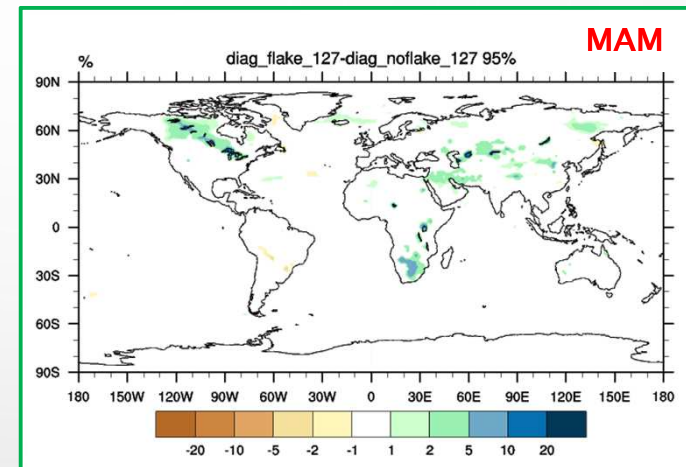 MAM
% diag_flake_127-diag_noflake_127 95%
90N
60N
30N
0
30S
60S
90S
180 150W 120W 90W 60W 30W 0 30E 60E 90E 120E 150E 180
-20 -10 -5 -2 -1 1 2 5 10 20